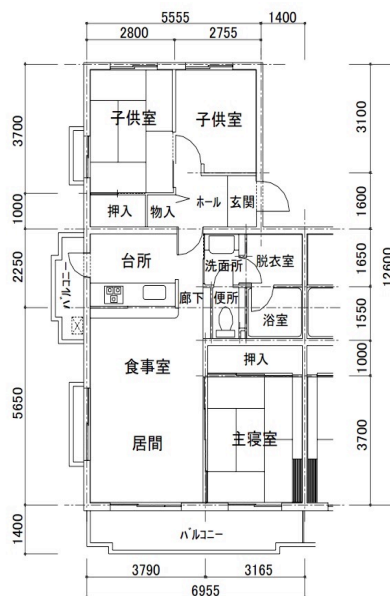 5555
1400
2800
2755
3700
1000
2250
5650
1400
3100
1600
1650
1550
1000
3700
12600
子供室
子供室
押入
物入
ホール
玄関
台所
洗面所
脱衣室
バルコニー
廊下
便所
浴室
食事室
押入
居間
主寝室
バルコニー
3790
3165
6955